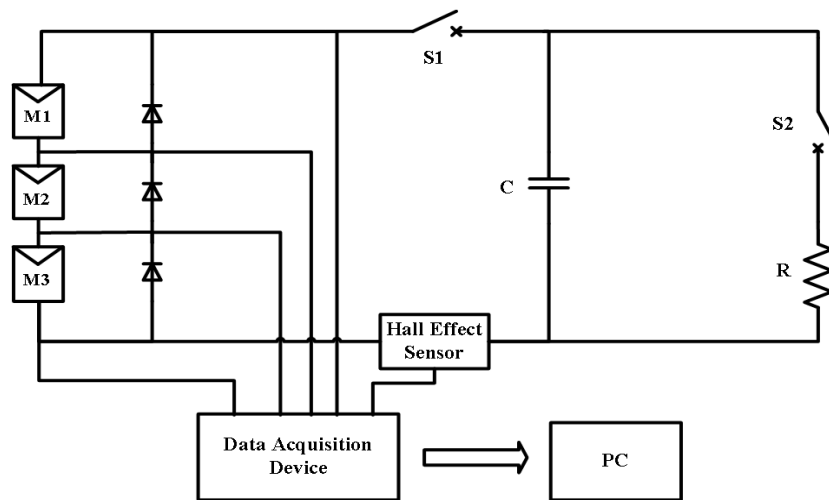 S1
M1
S2
M2
C
M3
R
Hall Effect
Sensor
Data Acquisition
Device
PC